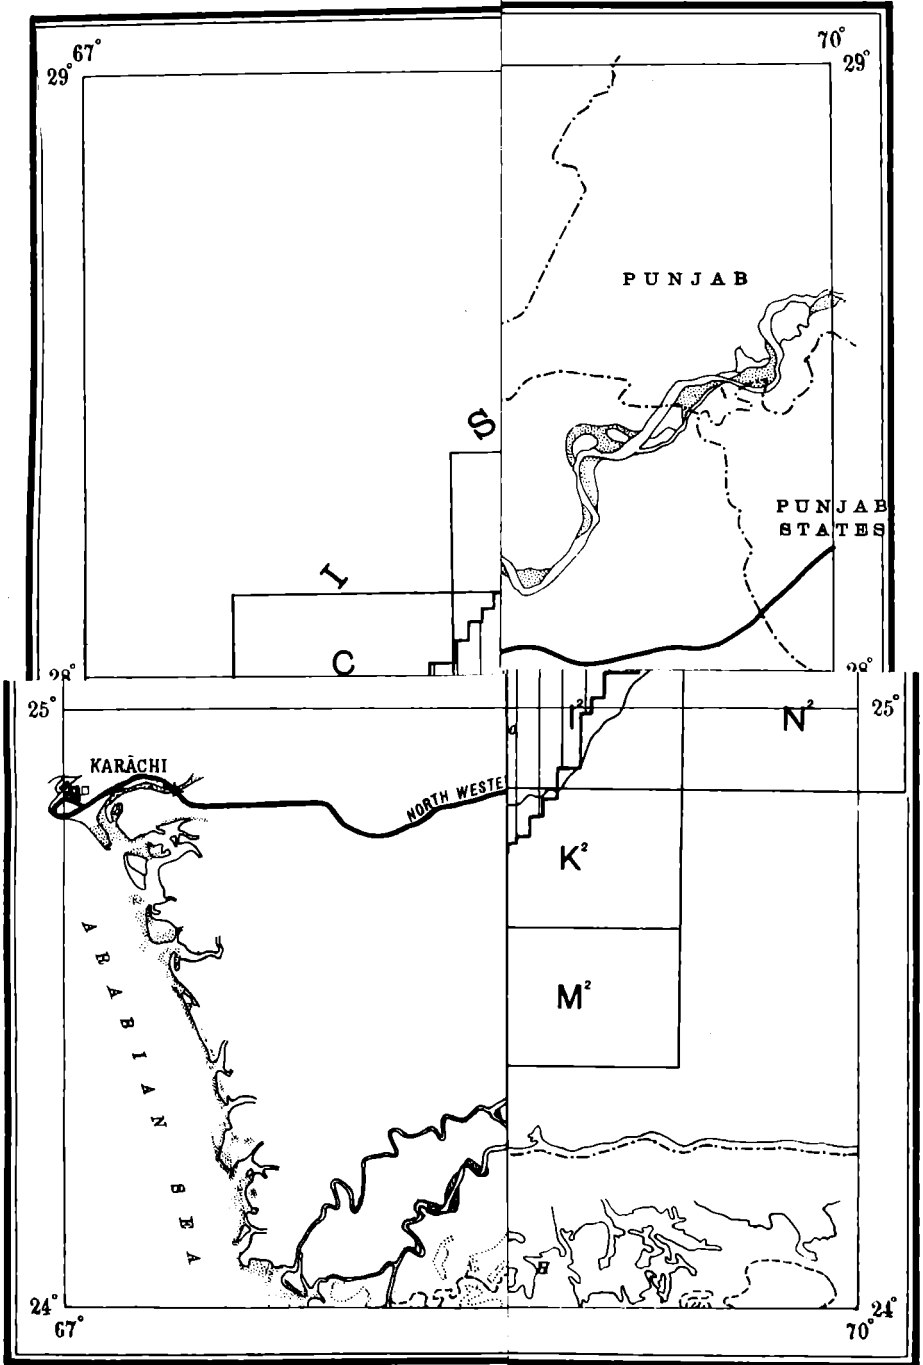 67° 70°
29° 29°
PUNJAB
S
PUNJAB
STATES
I
C
28° 28°
25° N² 25°
KARĀCHI
NORTH WESTE
K²
ARABIAN SEA
M²
24° 24°
67° 70°